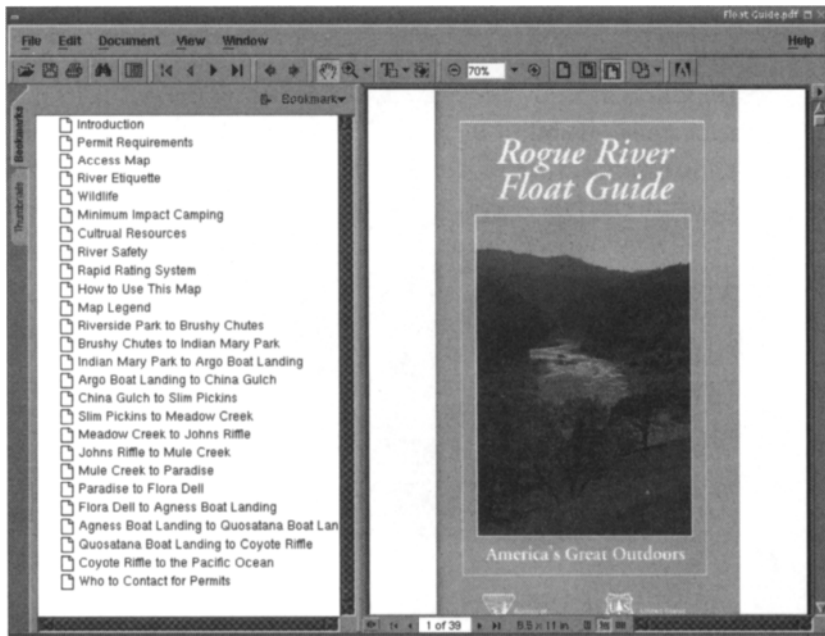 Float Guide.pdf
File Edit Document View Window Help
70%
Bookmark
Bookmarks
Thumbnails
Introduction
Permit Requirements
Access Map
River Etiquette
Wildlife
Minimum Impact Camping
Cultrual Resources
River Safety
Rapid Rating System
How to Use This Map
Map Legend
Riverside Park to Brushy Chutes
Brushy Chutes to Indian Mary Park
Indian Mary Park to Argo Boat Landing
Argo Boat Landing to China Gulch
China Gulch to Slim Pickins
Slim Pickins to Meadow Creek
Meadow Creek to Johns Riffle
Johns Riffle to Mule Creek
Mule Creek to Paradise
Paradise to Flora Dell
Flora Dell to Agness Boat Landing
Agness Boat Landing to Quosatana Boat Lan
Quosatana Boat Landing to Coyote Riffle
Coyote Riffle to the Pacific Ocean
Who to Contact for Permits
Rogue River
Float Guide
America's Great Outdoors
1 of 39
8.5 x 11 in